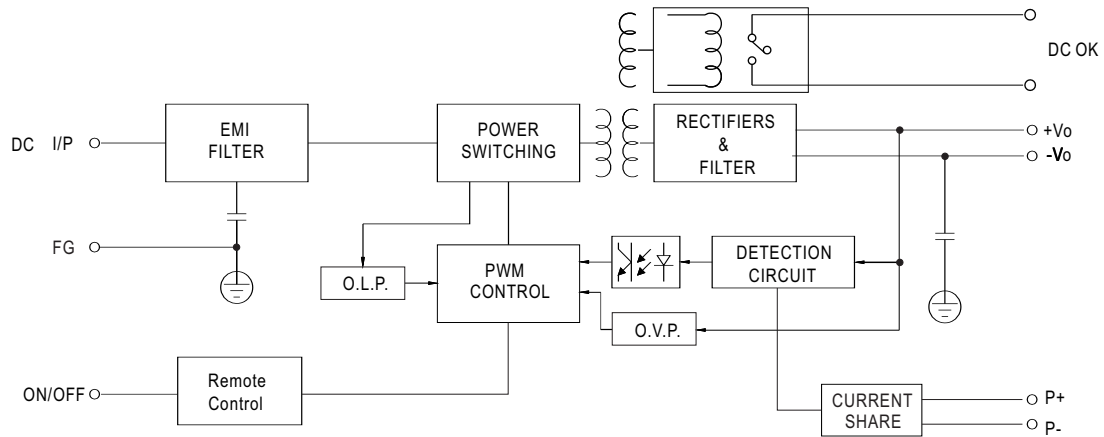 DC OK
DC I/P
EMI
FILTER
POWER
SWITCHING
RECTIFIERS
&
FILTER
+Vo
-Vo
FG
O.L.P.
PWM
CONTROL
DETECTION
CIRCUIT
O.V.P.
ON/OFF
Remote
Control
CURRENT
SHARE
P+
P-